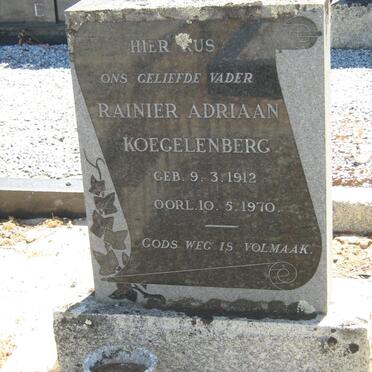 HIER RUS
ONS GELIEFDE VADER
RAINIER ADRIAAN
KOEGELENBERG
GEB. 9. 3. 1912
OORL. 10. 5. 1970.
GODS WEG IS VOLMAAK.